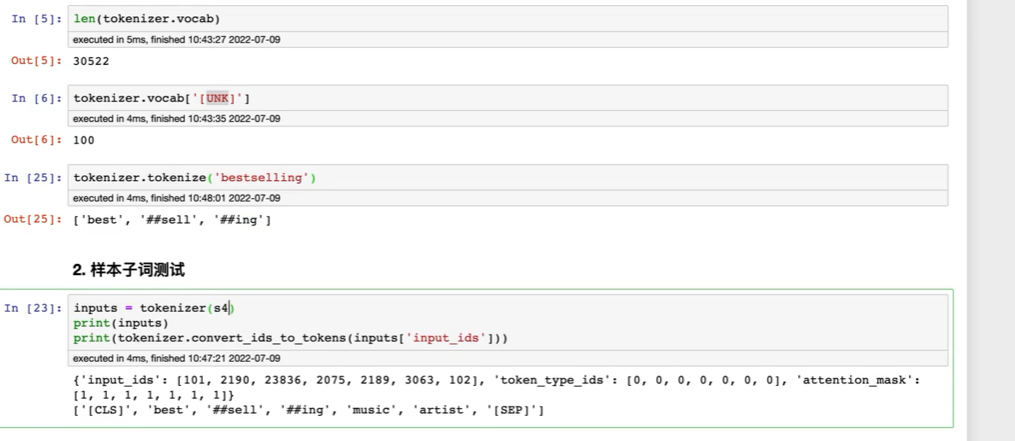 In [5]: len(tokenizer.vocab)
executed in 5ms, finished 10:43:27 2022-07-09
Out[5]: 30522
In [6]: tokenizer.vocab['[UNK]']
executed in 4ms, finished 10:43:35 2022-07-09
Out[6]: 100
In [25]: tokenizer.tokenize('bestselling')
executed in 4ms, finished 10:48:01 2022-07-09
Out[25]: ['best', '##sell', '##ing']
2. 样本子词测试
In [23]: inputs = tokenizer(s4)
print(inputs)
print(tokenizer.convert_ids_to_tokens(inputs['input_ids']))
executed in 4ms, finished 10:47:21 2022-07-09
{'input_ids': [101, 2190, 23836, 2075, 2189, 3063, 102], 'token_type_ids': [0, 0, 0, 0, 0, 0, 0], 'attention_mask':
[1, 1, 1, 1, 1, 1, 1]}
['[CLS]', 'best', '##sell', '##ing', 'music', 'artist', '[SEP]']